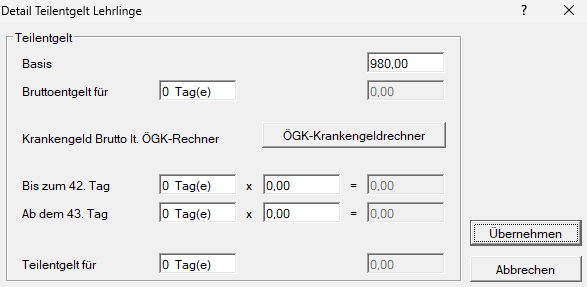 Detail Teilentgelt Lehrlinge ? ×
Teilentgelt
Basis 980,00
Bruttoentgelt für 0 Tag(e) 0,00
Krankengeld Brutto lt. ÖGK-Rechner ÖGK-Krankengeldrechner
Bis zum 42. Tag 0 Tag(e) x 0,00 = 0,00
Ab dem 43. Tag 0 Tag(e) x 0,00 = 0,00
Übernehmen
Teilentgelt für 0 Tag(e) 0,00
Abbrechen